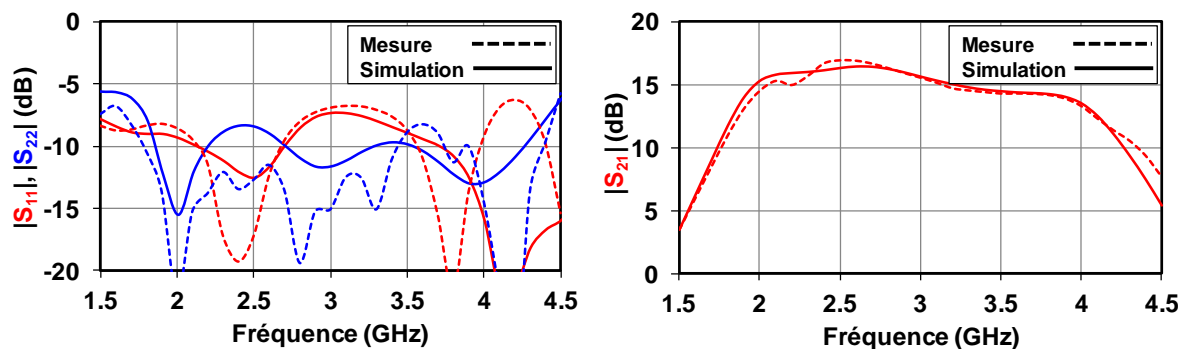 |S11|, |S22| (dB)
0
-5
-10
-15
-20
Mesure
Simulation
1.5 2 2.5 3 3.5 4 4.5
Fréquence (GHz)
|S21| (dB)
20
15
10
5
0
Mesure
Simulation
1.5 2 2.5 3 3.5 4 4.5
Fréquence (GHz)